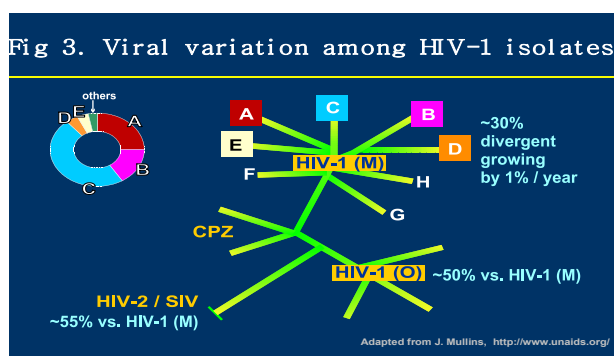 Fig 3. Viral variation among HIV-1 isolates
others
E
D
A
B
C
A
C
B
E
D
HIV-1 (M)
F
H
G
~30%
divergent
growing
by 1% / year
CPZ
HIV-1 (O)
~50% vs. HIV-1 (M)
HIV-2 / SIV
~55% vs. HIV-1 (M)
Adapted from J. Mullins, http://www.unaids.org/